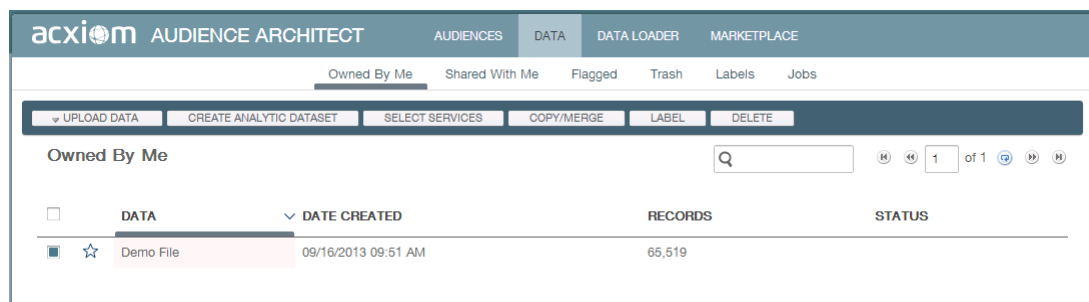 acxiom AUDIENCE ARCHITECT AUDIENCES DATA DATA LOADER MARKETPLACE
Owned By Me Shared With Me Flagged Trash Labels Jobs
UPLOAD DATA CREATE ANALYTIC DATASET SELECT SERVICES COPY/MERGE LABEL DELETE
Owned By Me 1 of 1
DATA DATE CREATED RECORDS STATUS
Demo File 09/16/2013 09:51 AM 65,519